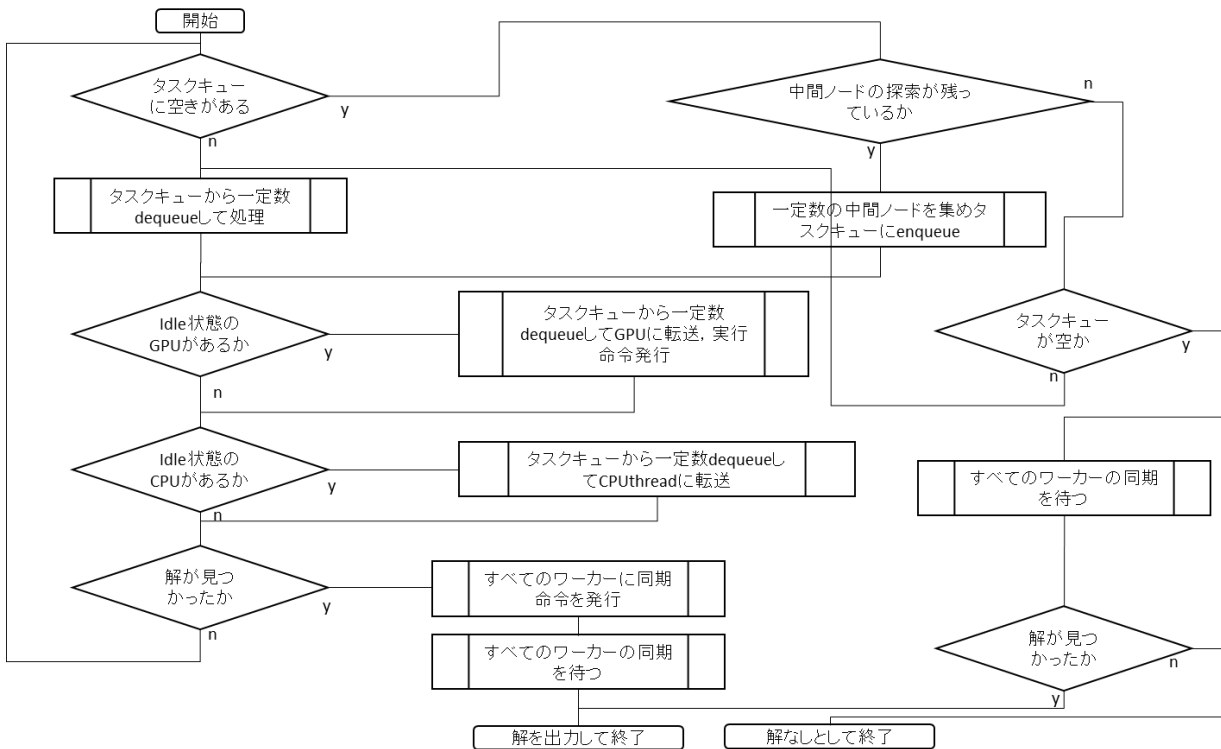 開始
タスクキュー
に空きがある
y
n
中間ノードの探索が残っ
ているか
n
y
タスクキューから一定数
dequeueして処理
一定数の中間ノードを集めタ
スクキューにenqueue
Idle状態の
GPUがあるか
y
n
タスクキューから一定数
dequeueしてGPUに転送, 実行
命令発行
タスクキュー
が空か
y
n
Idle状態の
CPUがあるか
y
n
タスクキューから一定数dequeueし
てCPUthreadに転送
すべてのワーカーの同期
を待つ
解が見つ
かったか
y
n
すべてのワーカーに同期
命令を発行
すべてのワーカーの同期
を待つ
解が見つ
かったか
n
y
解を出力して終了
解なしとして終了